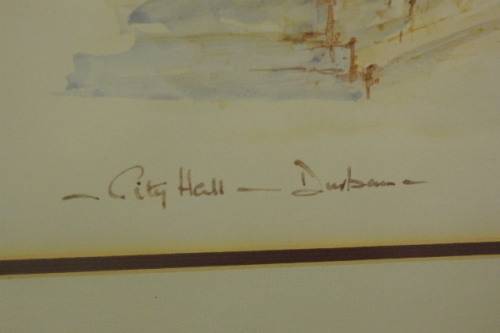 - City Hall - Durban -